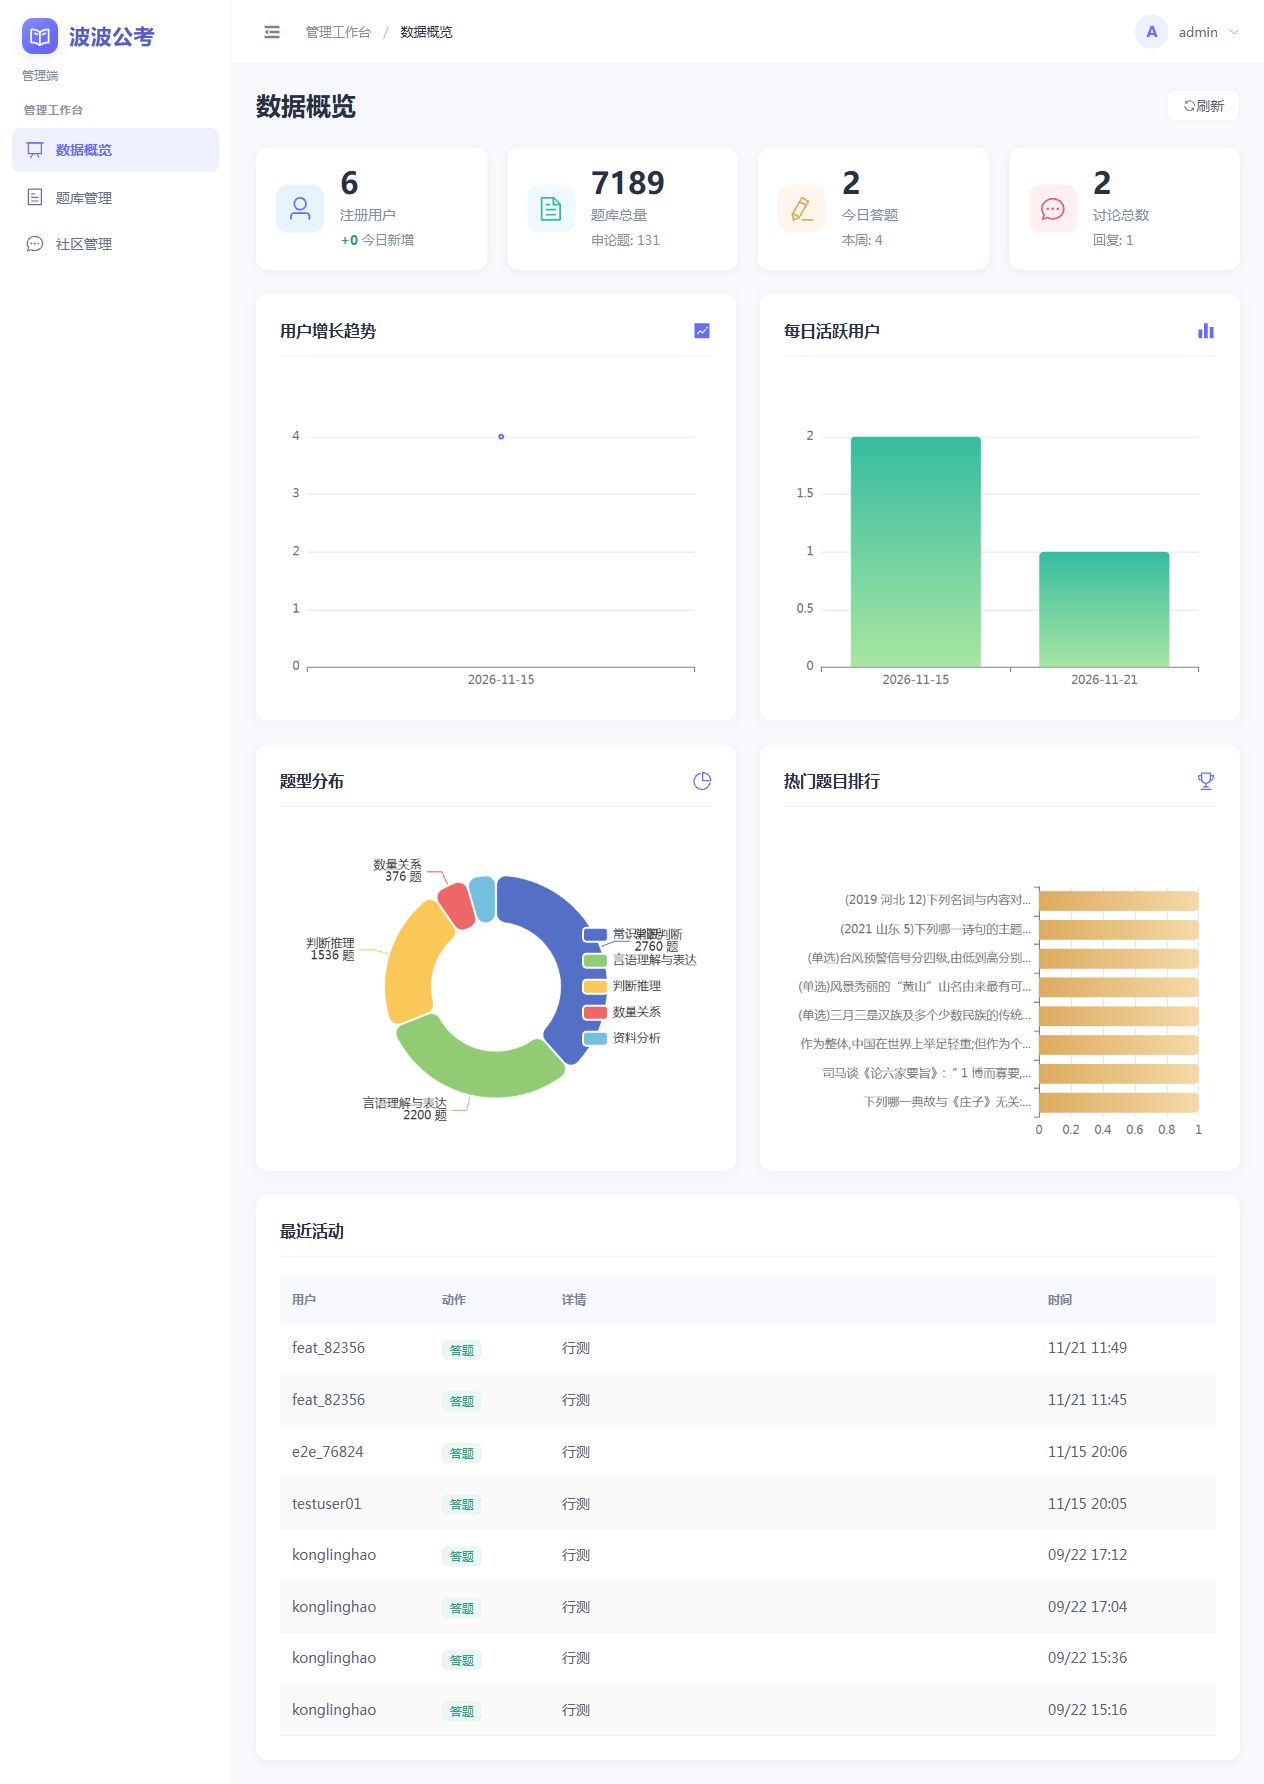 波波公考
管理端
管理工作台
数据概览
题库管理
社区管理
管理工作台 / 数据概览
A admin
数据概览
刷新
6
注册用户
+0 今日新增
7189
题库总量
申论题: 131
2
今日答题
本周: 4
2
讨论总数
回复: 1
用户增长趋势
4
3
2
1
0
2026-11-15
每日活跃用户
2
1.5
1
0.5
0
2026-11-15 2026-11-21
题型分布
数量关系
376 题
判断推理
1536 题
言语理解与表达
2200 题
2760 题
言语理解与表达
判断推理
数量关系
资料分析
热门题目排行
(2019 河北 12)下列名词与内容对...
(2021 山东 5)下列哪一诗句的主题...
(单选)台风预警信号分四级,由低到高分别...
(单选)风景秀丽的“黄山”山名由来最有可...
(单选)三月三是汉族及多个少数民族的传统...
作为整体,中国在世界上举足轻重;但作为个...
司马谈《论六家要旨》:“1 博而寡要,...
下列哪一典故与《庄子》无关:...
0 0.2 0.4 0.6 0.8 1
最近活动
用户 动作 详情 时间
feat_82356 答题 行测 11/21 11:49
feat_82356 答题 行测 11/21 11:45
e2e_76824 答题 行测 11/15 20:06
testuser01 答题 行测 11/15 20:05
konglinghao 答题 行测 09/22 17:12
konglinghao 答题 行测 09/22 17:04
konglinghao 答题 行测 09/22 15:36
konglinghao 答题 行测 09/22 15:16